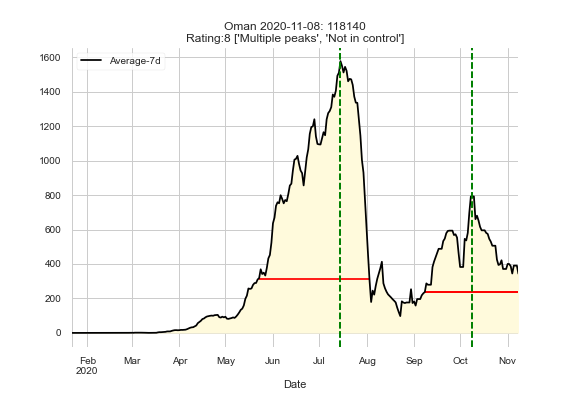 Oman 2020-11-08: 118140
Rating:8 ['Multiple peaks', 'Not in control']
Average-7d
1600
1400
1200
1000
800
600
400
200
0
Feb Mar Apr May Jun Jul Aug Sep Oct Nov
2020
Date